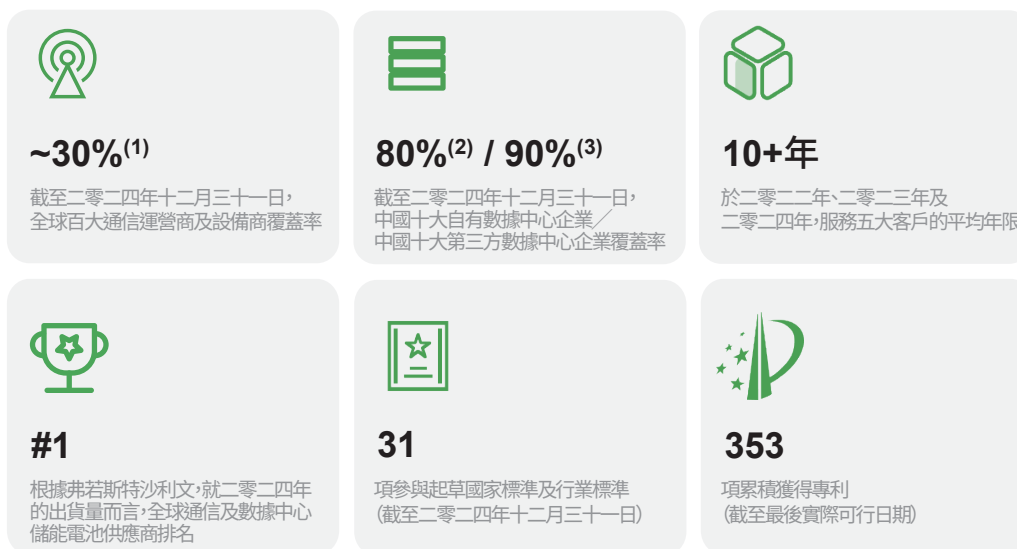 ~30%(1)
截至二零二四年十二月三十一日，
全球百大通信運營商及設備商覆蓋率
80%(2) / 90%(3)
截至二零二四年十二月三十一日，
中國十大自有數據中心企業／
中國十大第三方數據中心企業覆蓋率
10+年
於二零二二年、二零二三年及
二零二四年，服務五大客戶的平均年限
#1
根據弗若斯特沙利文，就二零二四年
的出貨量而言，全球通信及數據中心
儲能電池供應商排名
31
項參與起草國家標準及行業標準
（截至二零二四年十二月三十一日）
353
項累積獲得專利
（截至最後實際可行日期）